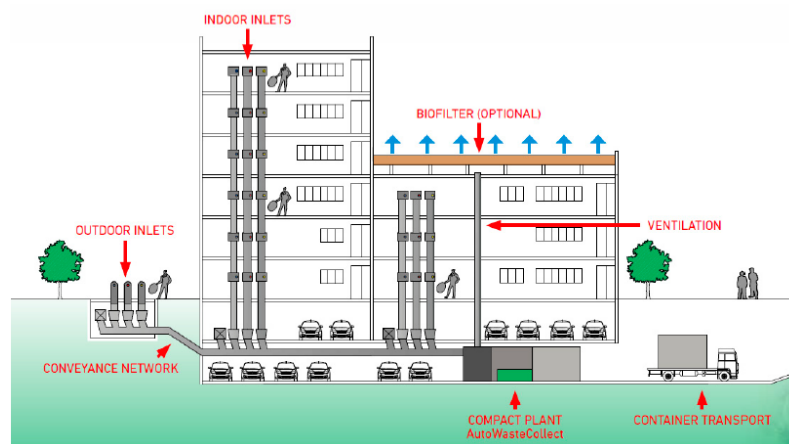 INDOOR INLETS
BIOFILTER (OPTIONAL)
OUTDOOR INLETS
VENTILATION
CONVEYANCE NETWORK
COMPACT PLANT
AutoWasteCollect
CONTAINER TRANSPORT